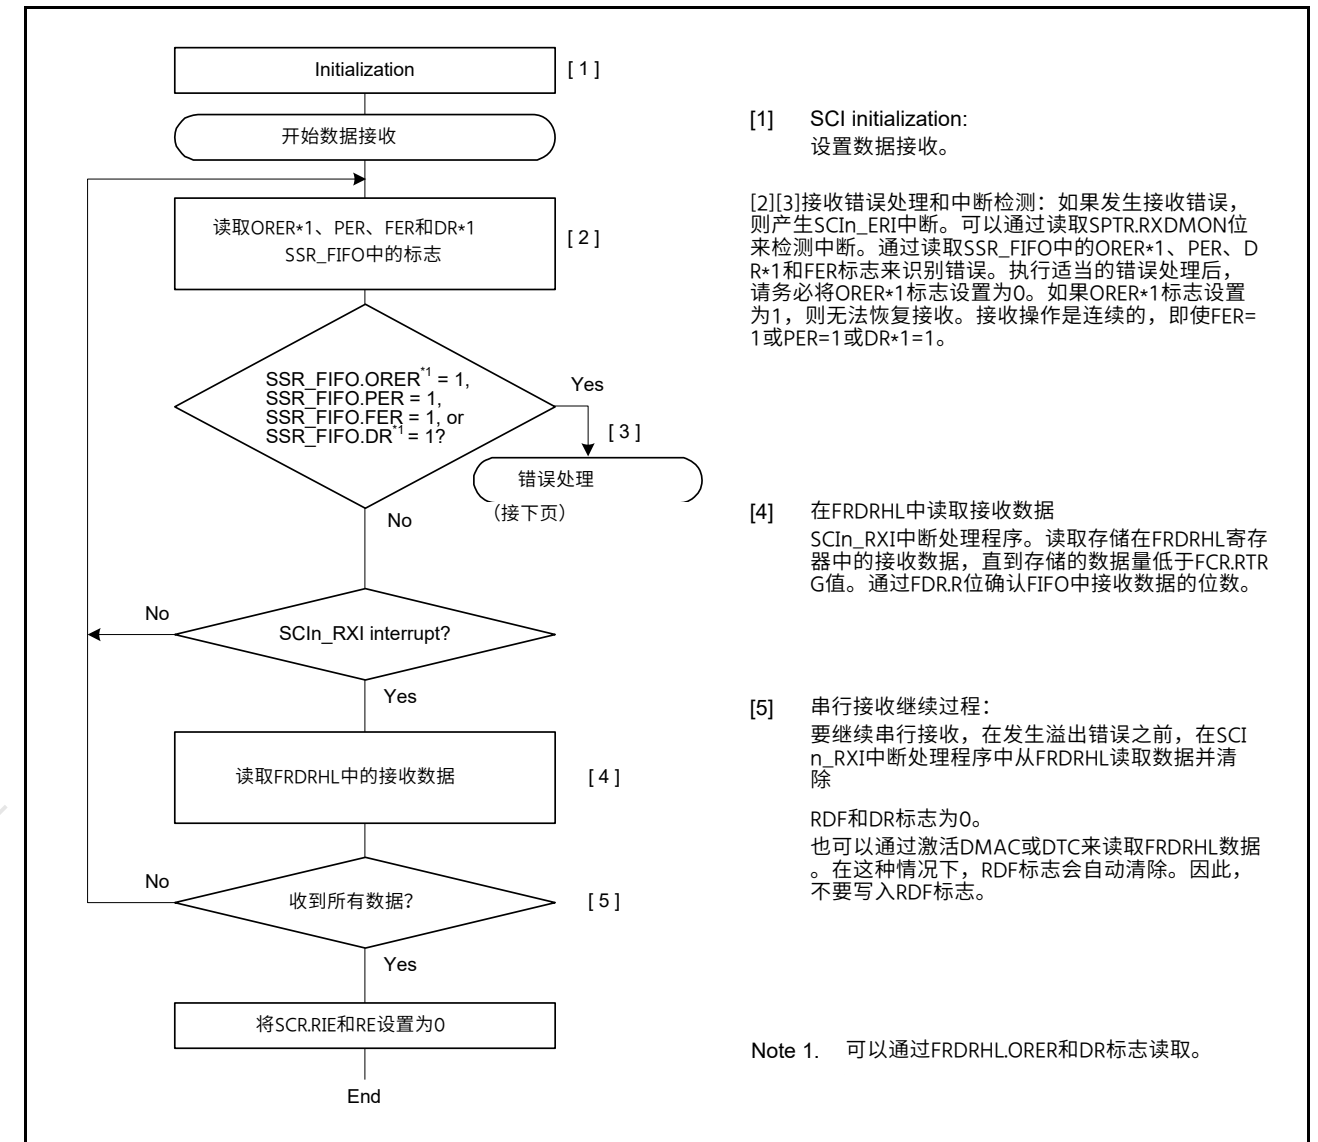 Initialization
[ 1 ]
开始数据接收
读取ORER*1、PER、FER和DR*1
SSR_FIFO中的标志
[ 2 ]
SSR_FIFO.ORER*1 = 1,
SSR_FIFO.PER = 1,
SSR_FIFO.FER = 1, or
SSR_FIFO.DR*1 = 1?
Yes
[ 3 ]
错误处理
（接下页）
No
No
SCIn_RXI interrupt?
Yes
读取FRDRHL中的接收数据
[ 4 ]
No
收到所有数据？
[ 5 ]
Yes
将SCR.RIE和RE设置为0
End
[1] SCI initialization:
设置数据接收。
[2][3]接收错误处理和中断检测：如果发生接收错误，
则产生SCIn_ERI中断。可以通过读取SPTR.RXDMON位
来检测中断。通过读取SSR_FIFO中的ORER*1、PER、D
R*1和FER标志来识别错误。执行适当的错误处理后，
请务必将ORER*1标志设置为0。如果ORER*1标志设置
为1，则无法恢复接收。接收操作是连续的，即使FER=
1或PER=1或DR*1=1。
[4] 在FRDRHL中读取接收数据
SCIn_RXI中断处理程序。读取存储在FRDRHL寄存
器中的接收数据，直到存储的数据量低于FCR.RTR
G值。通过FDR.R位确认FIFO中接收数据的位数。
[5] 串行接收继续过程：
要继续串行接收，在发生溢出错误之前，在SCI
n_RXI中断处理程序中从FRDRHL读取数据并清
除
RDF和DR标志为0。
也可以通过激活DMAC或DTC来读取FRDRHL数据
。在这种情况下，RDF标志会自动清除。因此，
不要写入RDF标志。
Note 1. 可以通过FRDRHL.ORER和DR标志读取。